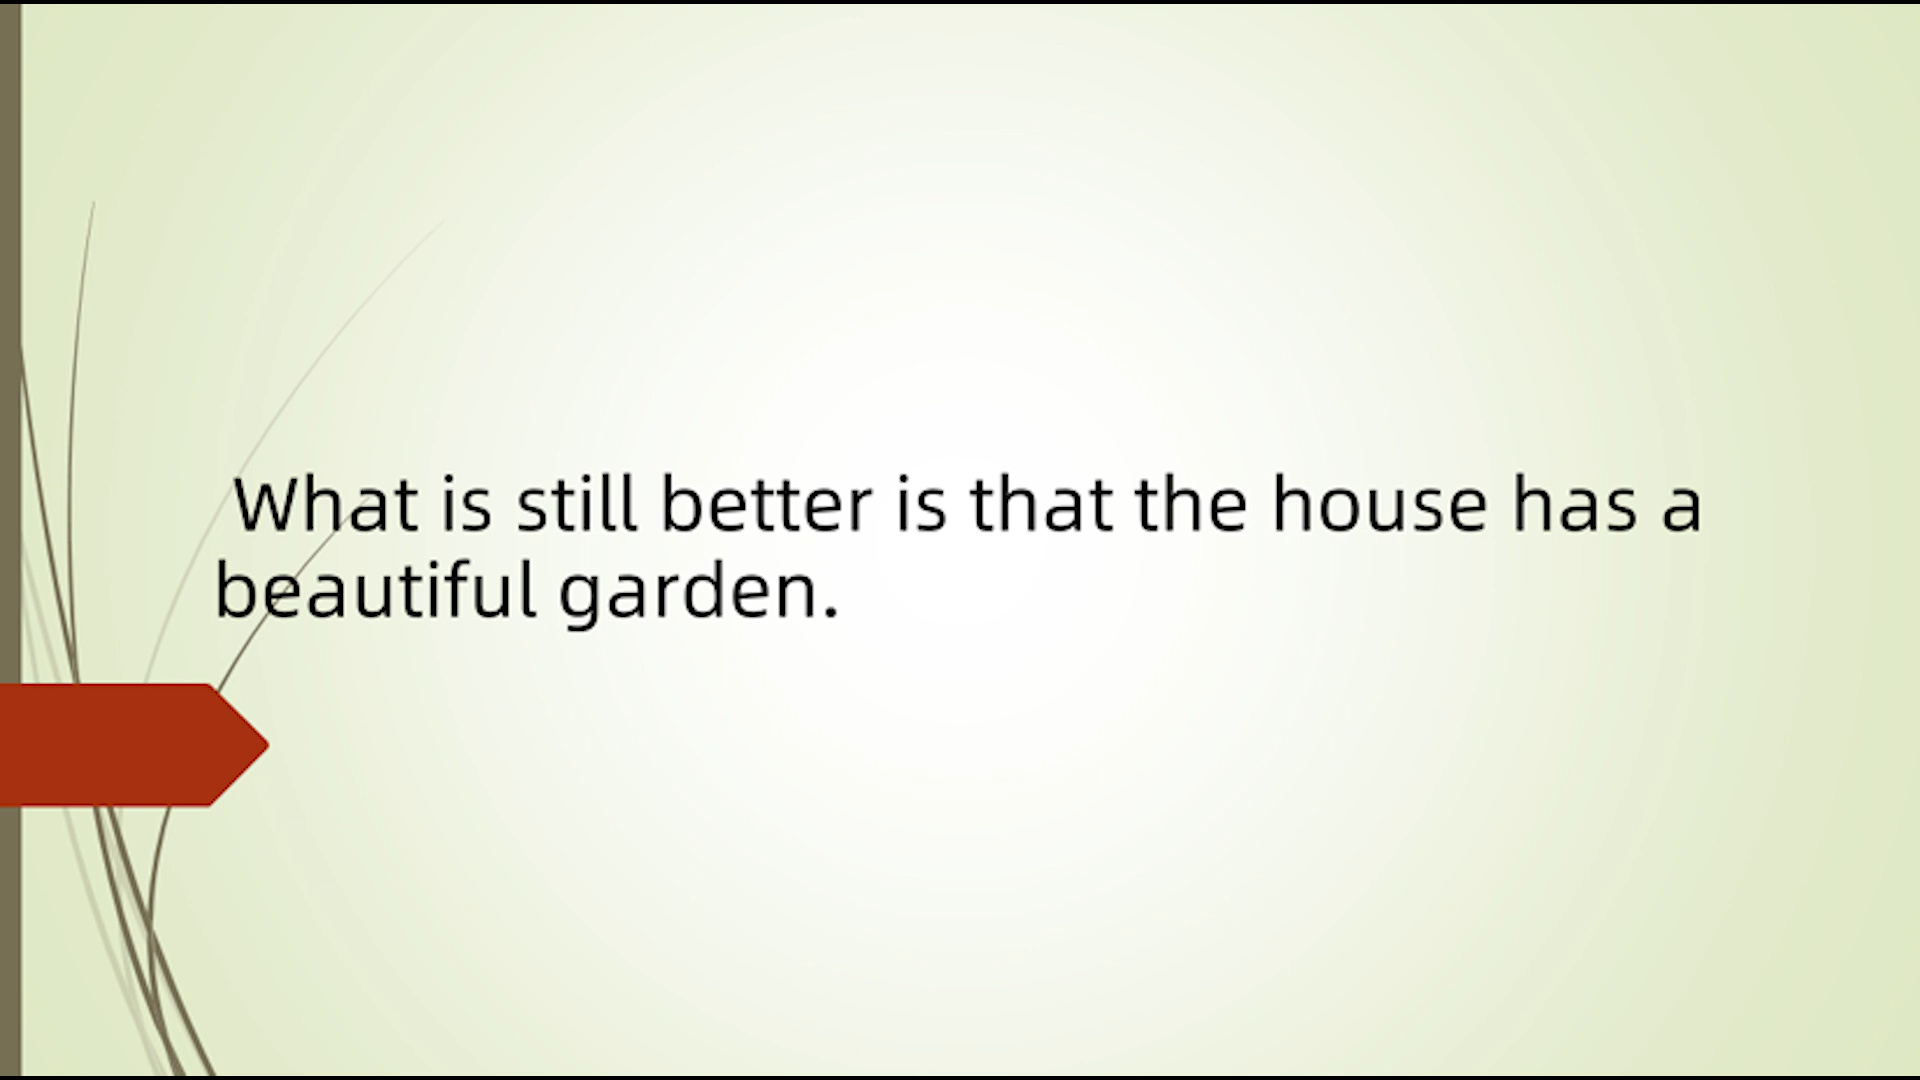 What is still better is that the house has a
beautiful garden.